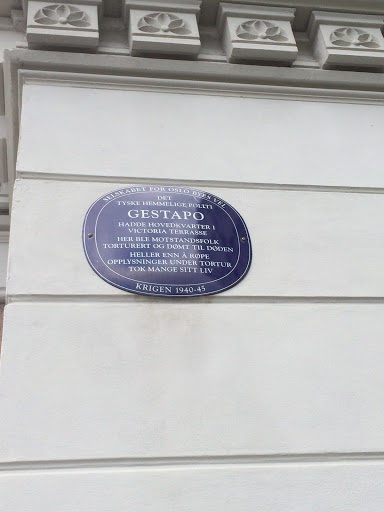 SELSKABET FOR OSLO BYES VEL
DET
TYSKE HEMMELIGE POLITI
GESTAPO
HADDE HOVEDKVARTER I
VICTORIA TERRASSE
HER BLE MOTSTANDSFOLK
TORTURERT OG DØMT TIL DØDEN
HELLER ENN Å RØPE
OPPLYSNINGER UNDER TORTUR
TOK MANGE SITT LIV
KRIGEN 1940-45